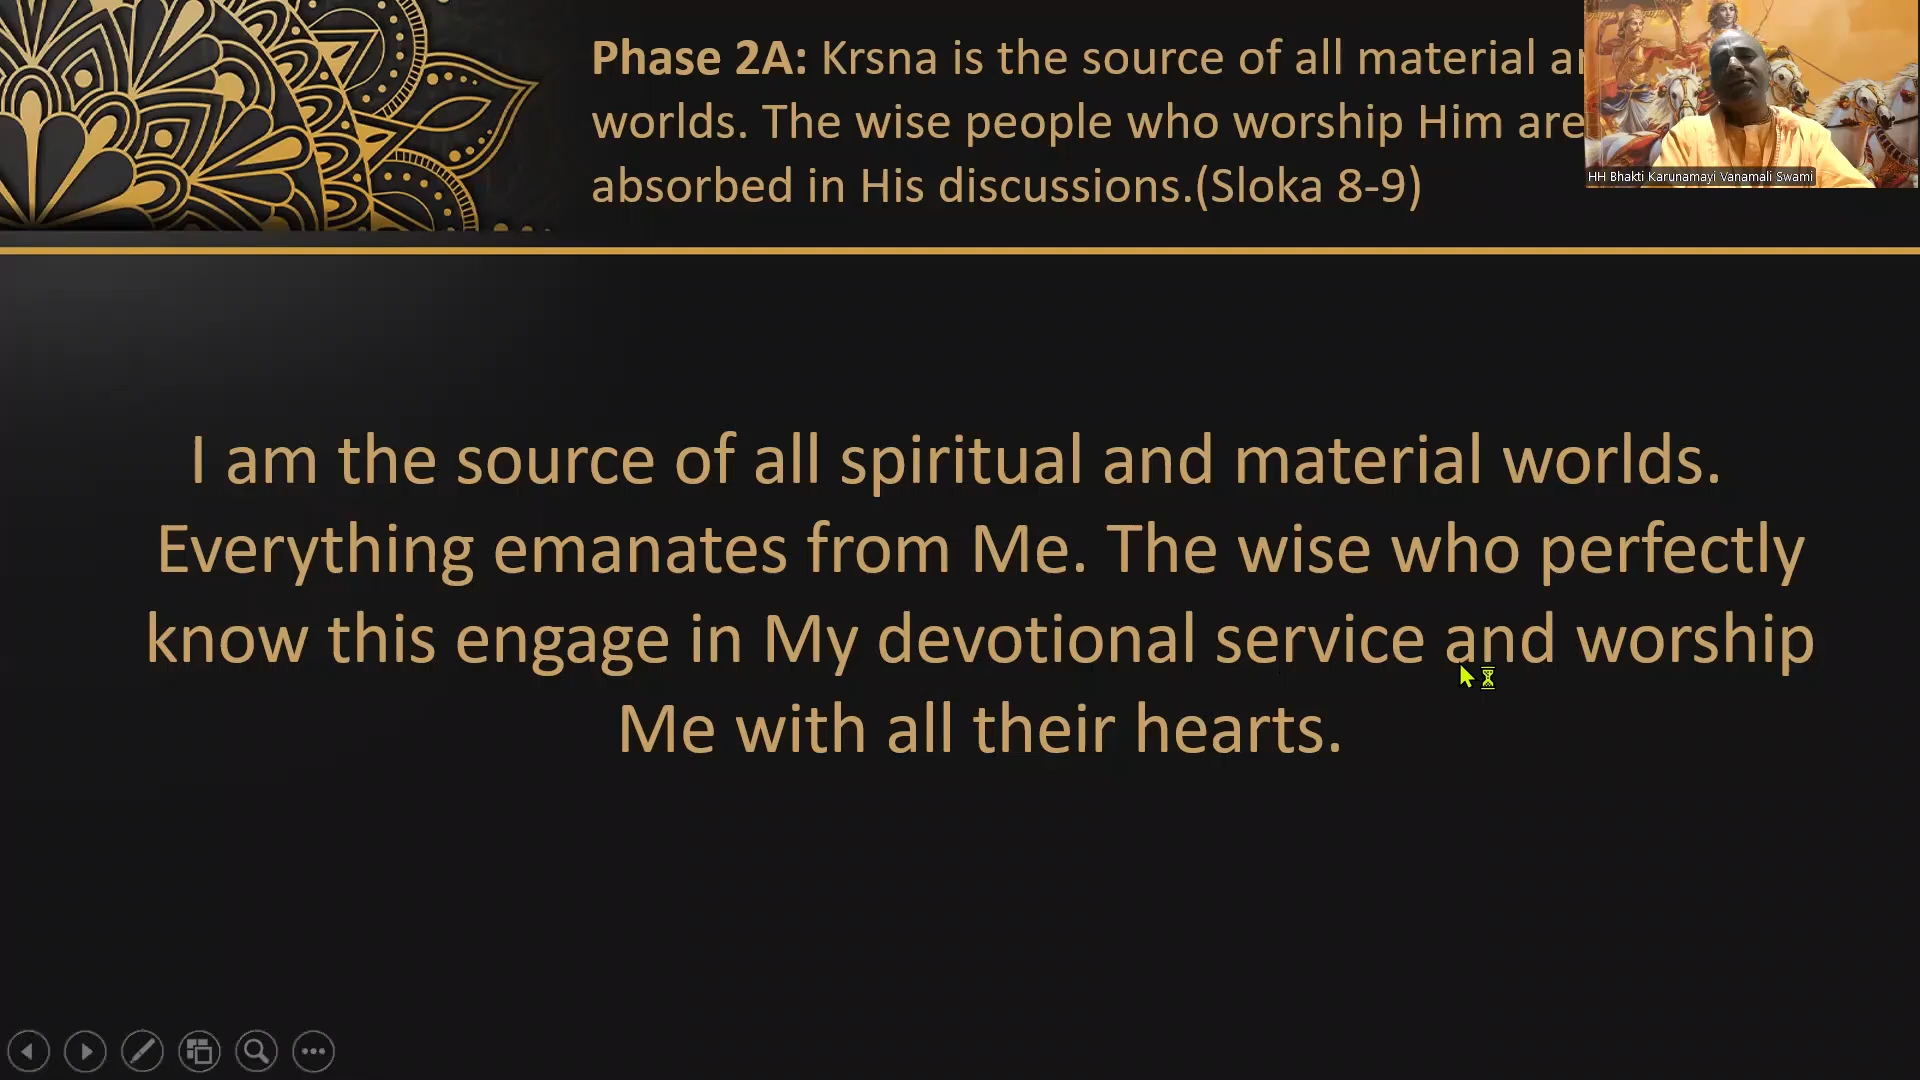 Phase 2A: Krsna is the source of all material
worlds. The wise people who worship Him are
absorbed in His discussions.(Sloka 8-9)
HH Bhakti Karunamayi Vanamali Swami
I am the source of all spiritual and material worlds.
Everything emanates from Me. The wise who perfectly
know this engage in My devotional service and worship
Me with all their hearts.